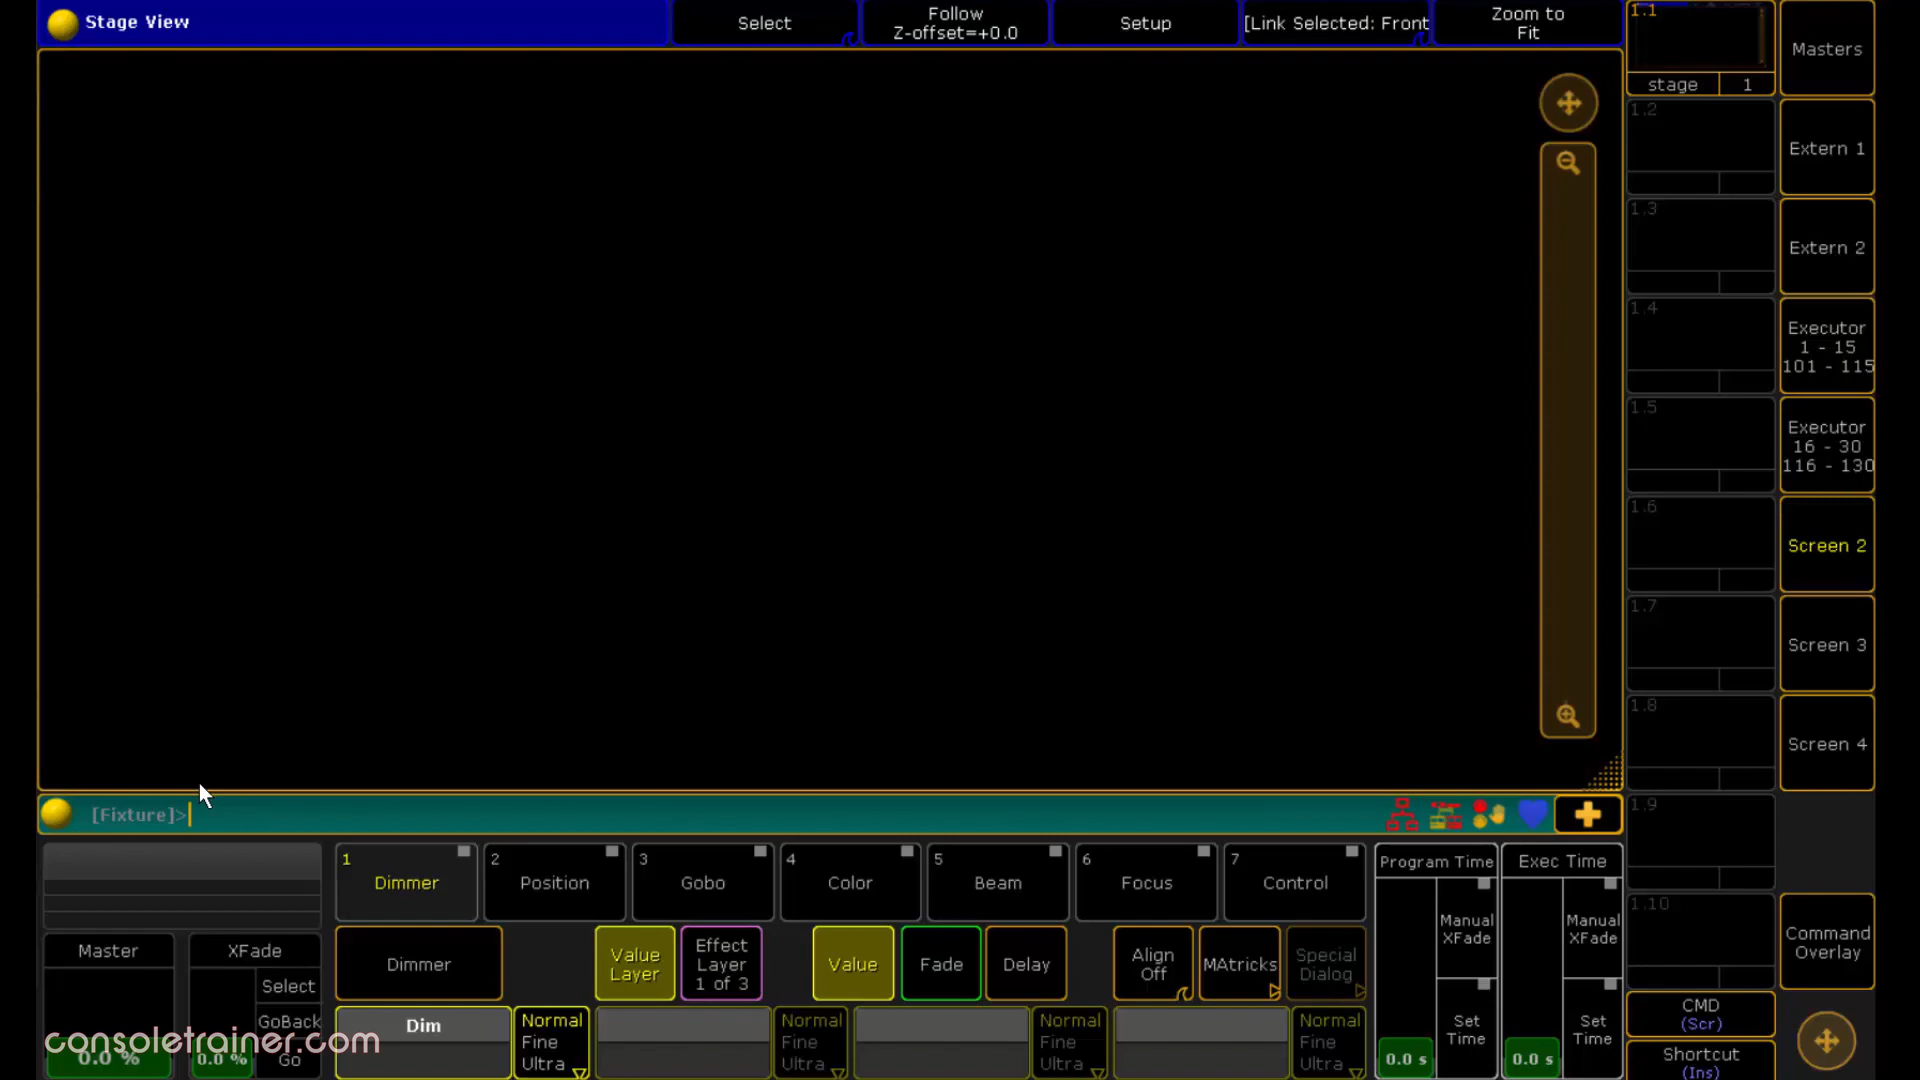 Stage View
Select
Follow
Z-offset=+0.0
Setup
[Link Selected: Front
Zoom to
Fit
1.1
stage 1
Masters
1.2
Extern 1
1.3
Extern 2
1.4
Executor
1 - 15
101 - 115
1.5
Executor
16 - 30
116 - 130
1.6
Screen 2
1.7
Screen 3
1.8
Screen 4
[Fixture]>
1.9
1 Dimmer
2 Position
3 Gobo
4 Color
5 Beam
6 Focus
7 Control
Program Time
Exec Time
Manual
XFade
Manual
XFade
1.10
Command
Overlay
Master
XFade
Select
GoBack
Go
Dimmer
Value
Layer
Effect
Layer
1 of 3
Value
Fade
Delay
Align
Off
MAtricks
Special
Dialog
Dim
Normal
Fine
Ultra
Normal
Fine
Ultra
Normal
Fine
Ultra
Normal
Fine
Ultra
Set
Time
Set
Time
0.0 %
0.0 %
0.0 s
0.0 s
CMD
(Scr)
Shortcut
(Ins)
consoletrainer.com